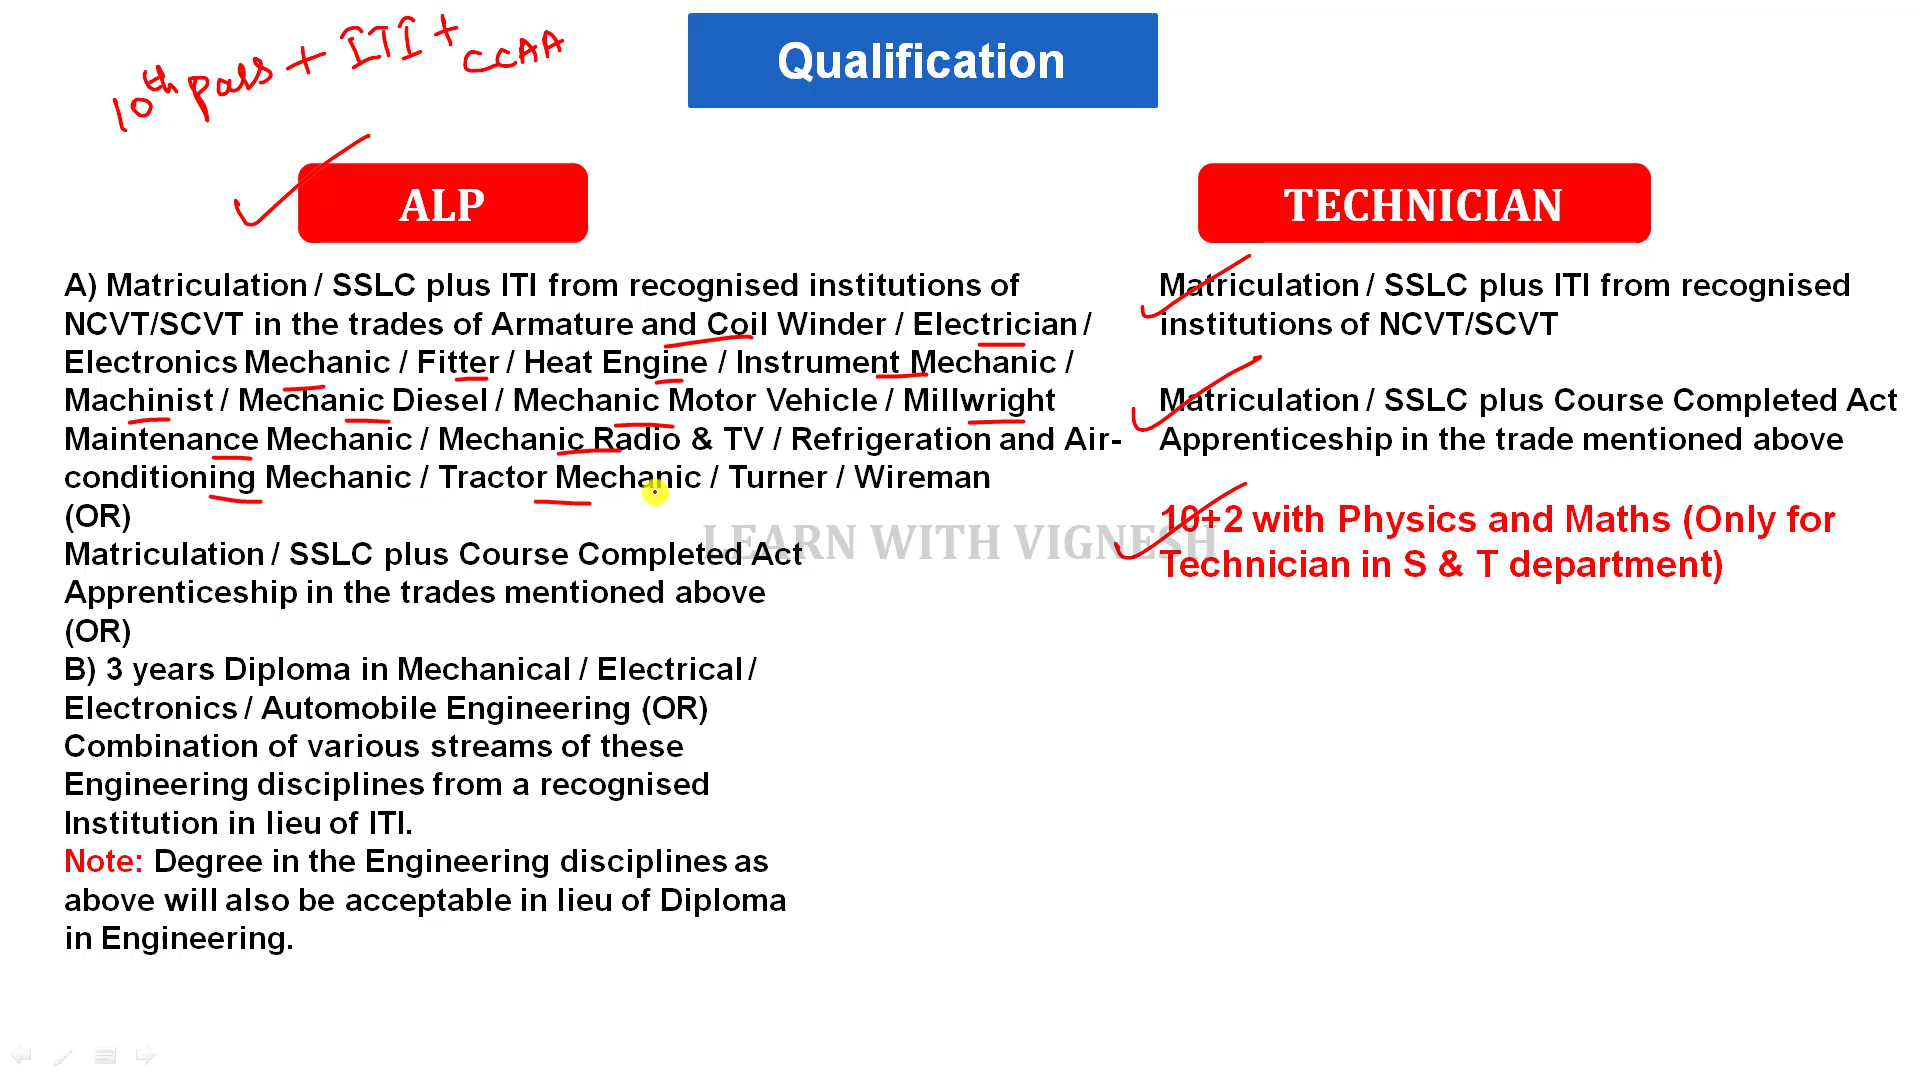 10th pass + ITI + CCAA
Qualification
ALP
A) Matriculation / SSLC plus ITI from recognised institutions of
NCVT/SCVT in the trades of Armature and Coil Winder / Electrician /
Electronics Mechanic / Fitter / Heat Engine / Instrument Mechanic /
Machinist / Mechanic Diesel / Mechanic Motor Vehicle / Millwright
Maintenance Mechanic / Mechanic Radio & TV / Refrigeration and Air-
conditioning Mechanic / Tractor Mechanic / Turner / Wireman
(OR)
Matriculation / SSLC plus Course Completed Act
Apprenticeship in the trades mentioned above
(OR)
B) 3 years Diploma in Mechanical / Electrical /
Electronics / Automobile Engineering (OR)
Combination of various streams of these
Engineering disciplines from a recognised
Institution in lieu of ITI.
Note: Degree in the Engineering disciplines as
above will also be acceptable in lieu of Diploma
in Engineering.
TECHNICIAN
Matriculation / SSLC plus ITI from recognised
institutions of NCVT/SCVT
Matriculation / SSLC plus Course Completed Act
Apprenticeship in the trade mentioned above
10+2 with Physics and Maths (Only for
Technician in S & T department)
LEARN WITH VIGNESH